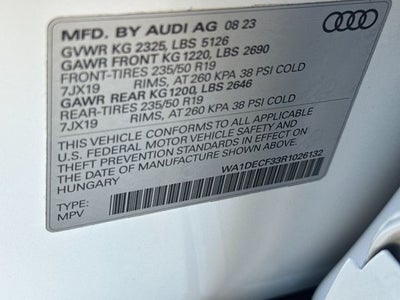 MFD. BY AUDI AG 08 23
GVWR KG 2325, LBS 5126
GAWR FRONT KG 1220, LBS 2690
FRONT-TIRES 235/50 R19
7JX19 RIMS, AT 260 KPA 38 PSI COLD
GAWR REAR KG1200, LBS 2646
REAR-TIRES 235/50 R19
7JX19 RIMS, AT 260 KPA 38 PSI COLD
THIS VEHICLE CONFORMS TO ALL APPLICABLE
U.S. FEDERAL MOTOR VEHICLE SAFETY AND
THEFT PREVENTION STANDARDS IN EFFECT ON
THE DATE OF MANUFACTURE SHOWN ABOVE.
HUNGARY
WA1DECF33R1026132
TYPE:
MPV